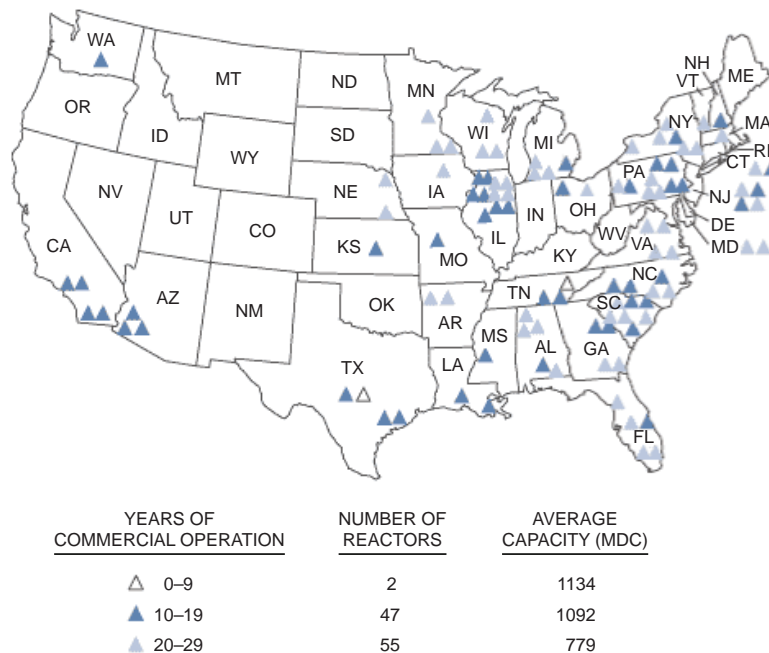 WA
MT
ND
MN
NH
VT
ME
OR
ID
SD
WI
MI
NY
MA
WY
RI
CT
NV
NE
IA
PA
UT
IL
IN
OH
NJ
CA
CO
KS
MO
WV
VA
DE
KY
MD
AZ
NM
OK
TN
NC
AR
SC
MS
AL
GA
TX
LA
FL
YEARS OF COMMERCIAL OPERATION
NUMBER OF REACTORS
AVERAGE CAPACITY (MDC)
0–9 2 1134
10–19 47 1092
20–29 55 779